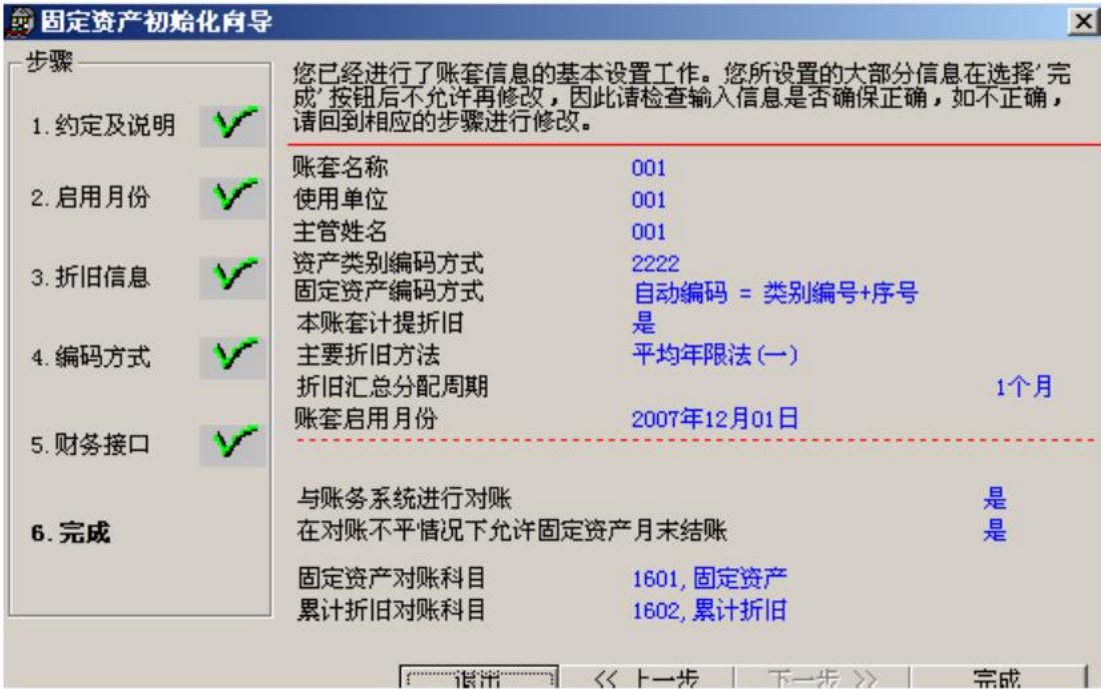 固定资产初始化向导
步骤
1.约定及说明
2.启用月份
3.折旧信息
4.编码方式
5.财务接口
6.完成
您已经进行了账套信息的基本设置工作。您所设置的大部分信息在选择'完
成'按钮后不允许再修改，因此请检查输入信息是否确保正确，如不正确，
请回到相应的步骤进行修改。
账套名称 001
使用单位 001
主管姓名 001
资产类别编码方式 2222
固定资产编码方式 自动编码 = 类别编号+序号
本账套计提折旧 是
主要折旧方法 平均年限法(一)
折旧汇总分配周期 1个月
账套启用月份 2007年12月01日
与账务系统进行对账 是
在对账不平情况下允许固定资产月末结账 是
固定资产对账科目 1601,固定资产
累计折旧对账科目 1602,累计折旧
退出 << 上一步 下一步 >> 完成